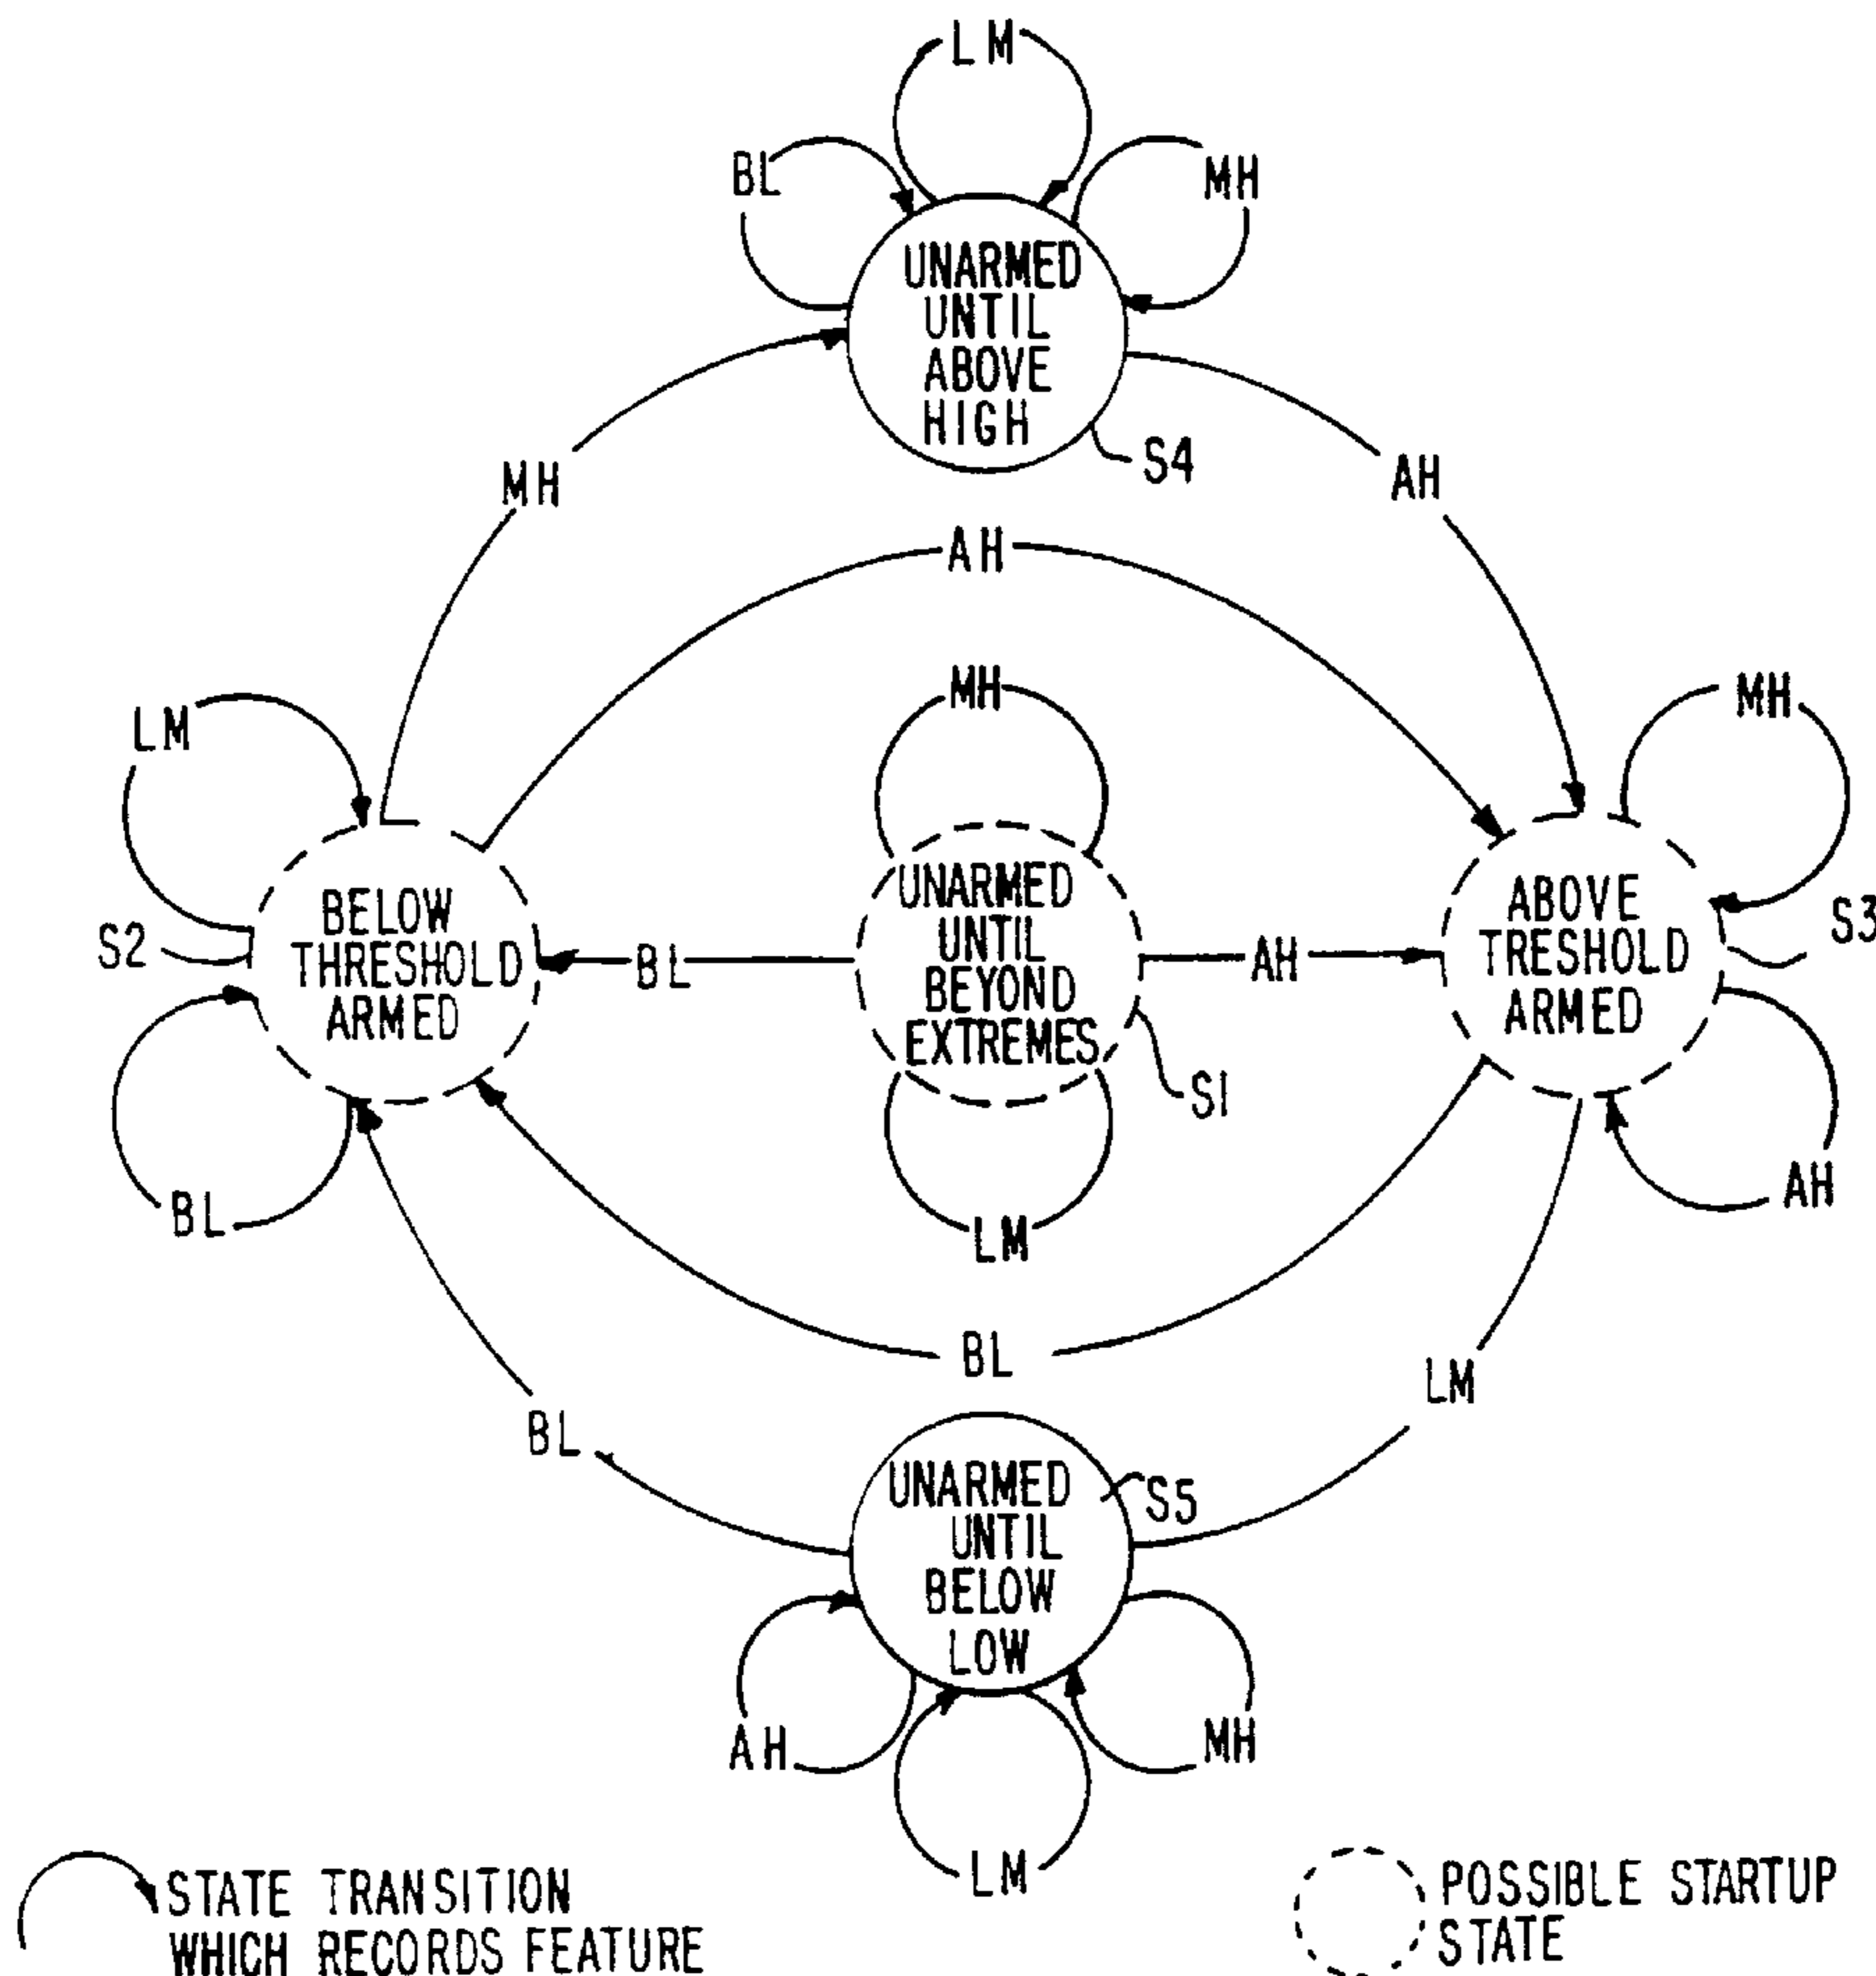 LM
BL
MH
UNARMED
UNTIL
ABOVE
HIGH
S4
MH
AH
AH
MH
LM
MH
S2
BELOW
THRESHOLD
ARMED
BL
UNARMED
UNTIL
BEYOND
EXTREMES
S1
AH
ABOVE
TRESHOLD
ARMED
S3
BL
LM
AH
BL
LM
BL
UNARMED
UNTIL
BELOW
LOW
S5
AH
MH
LM
STATE TRANSITION
WHICH RECORDS FEATURE
POSSIBLE STARTUP
STATE